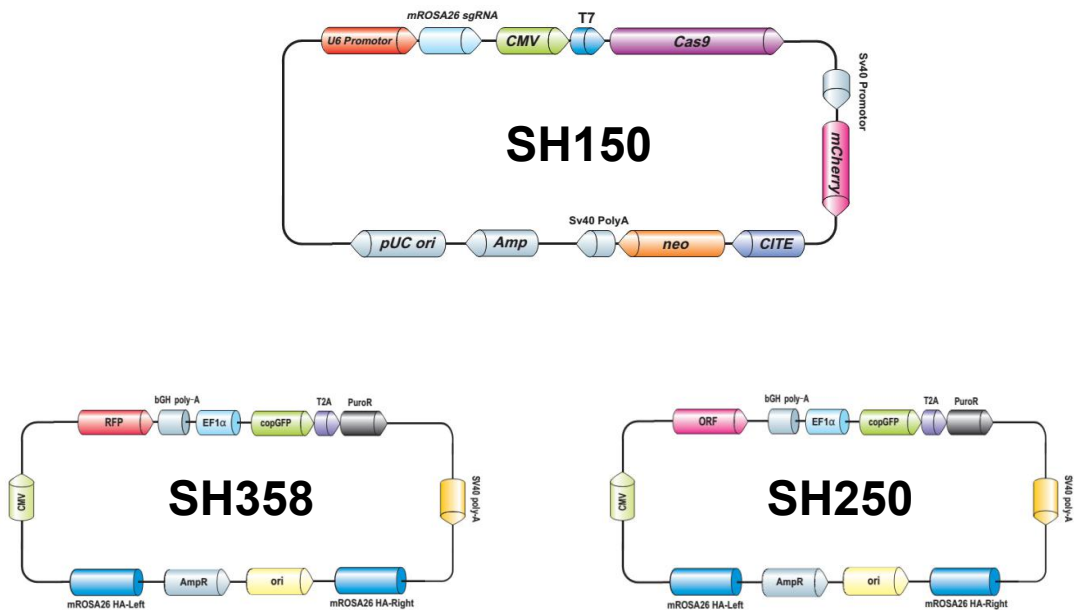 mROSA26 sgRNA
U6 Promotor
CMV
T7
Cas9
Sv40 Promotor
SH150
mCherry
Sv40 PolyA
pUC ori
Amp
neo
CITE
bGH poly-A
T2A
PuroR
RFP
EF1α
copGFP
CMV
SH358
SV40 poly-A
AmpR
ori
mROSA26 HA-Left
mROSA26 HA-Right
bGH poly-A
T2A
PuroR
ORF
EF1α
copGFP
CMV
SH250
SV40 poly-A
AmpR
ori
mROSA26 HA-Left
mROSA26 HA-Right